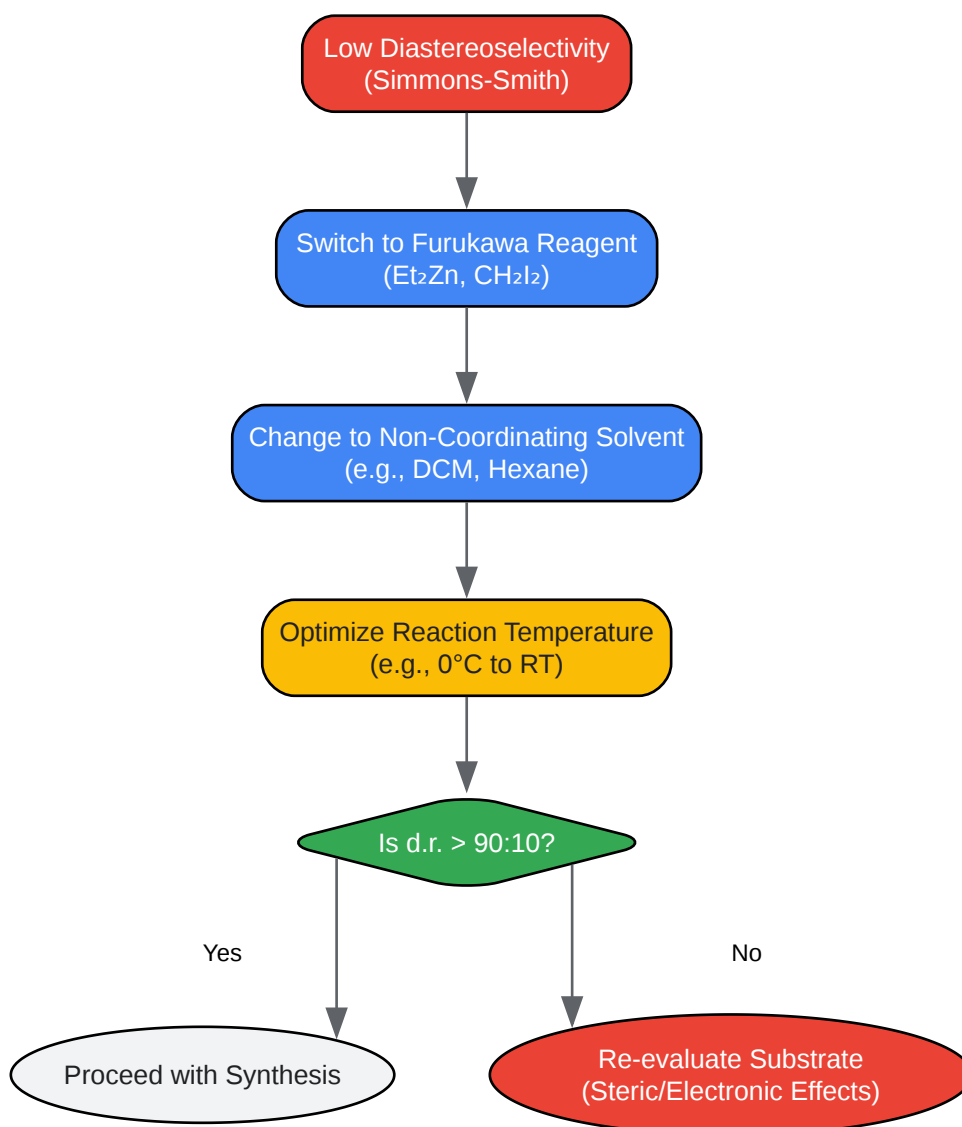 Low Diastereoselectivity
(Simmons-Smith)
Switch to Furukawa Reagent
(Et₂Zn, CH₂I₂)
Change to Non-Coordinating Solvent
(e.g., DCM, Hexane)
Optimize Reaction Temperature
(e.g., 0°C to RT)
Is d.r. > 90:10?
Yes
No
Proceed with Synthesis
Re-evaluate Substrate
(Steric/Electronic Effects)